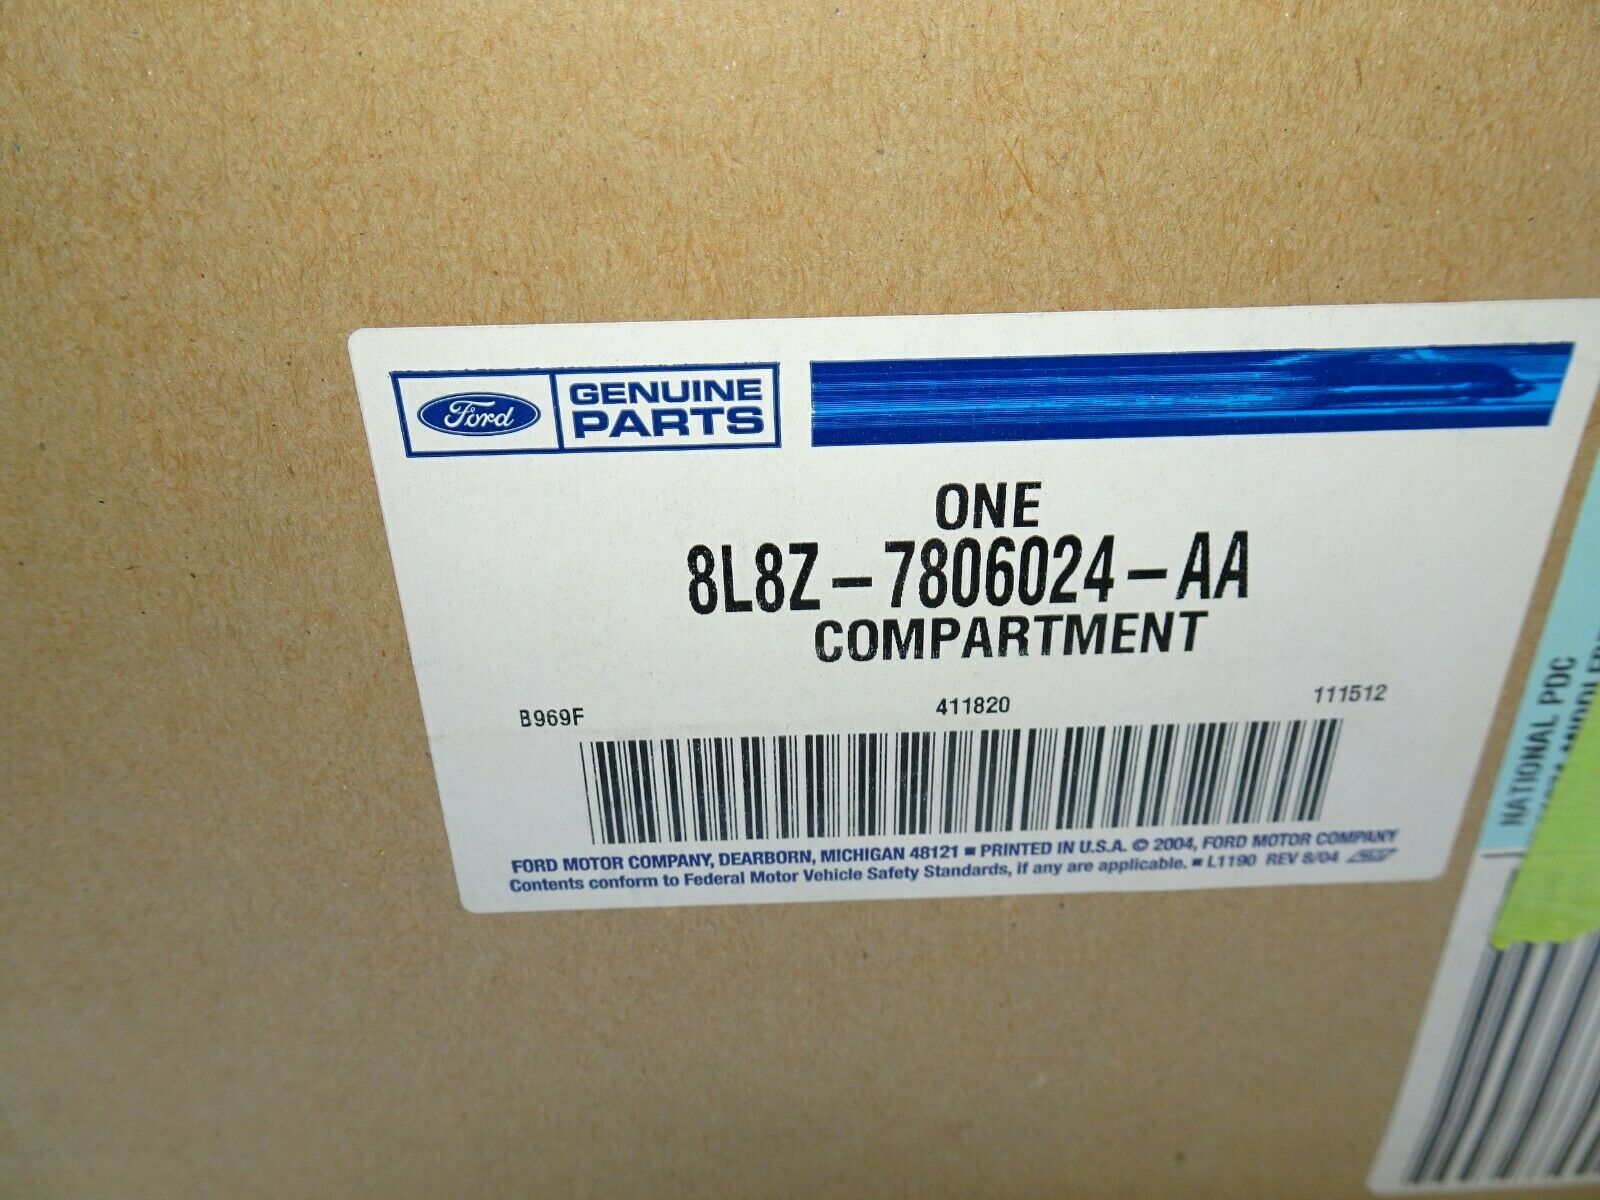 Ford
GENUINE
PARTS
ONE
8L8Z-7806024-AA
COMPARTMENT
B969F 411820 111512
FORD MOTOR COMPANY, DEARBORN, MICHIGAN 48121 ■ PRINTED IN U.S.A. © 2004, FORD MOTOR COMPANY
Contents conform to Federal Motor Vehicle Safety Standards, if any are applicable. ■ L1190 REV 8/04
NATIONAL PDC